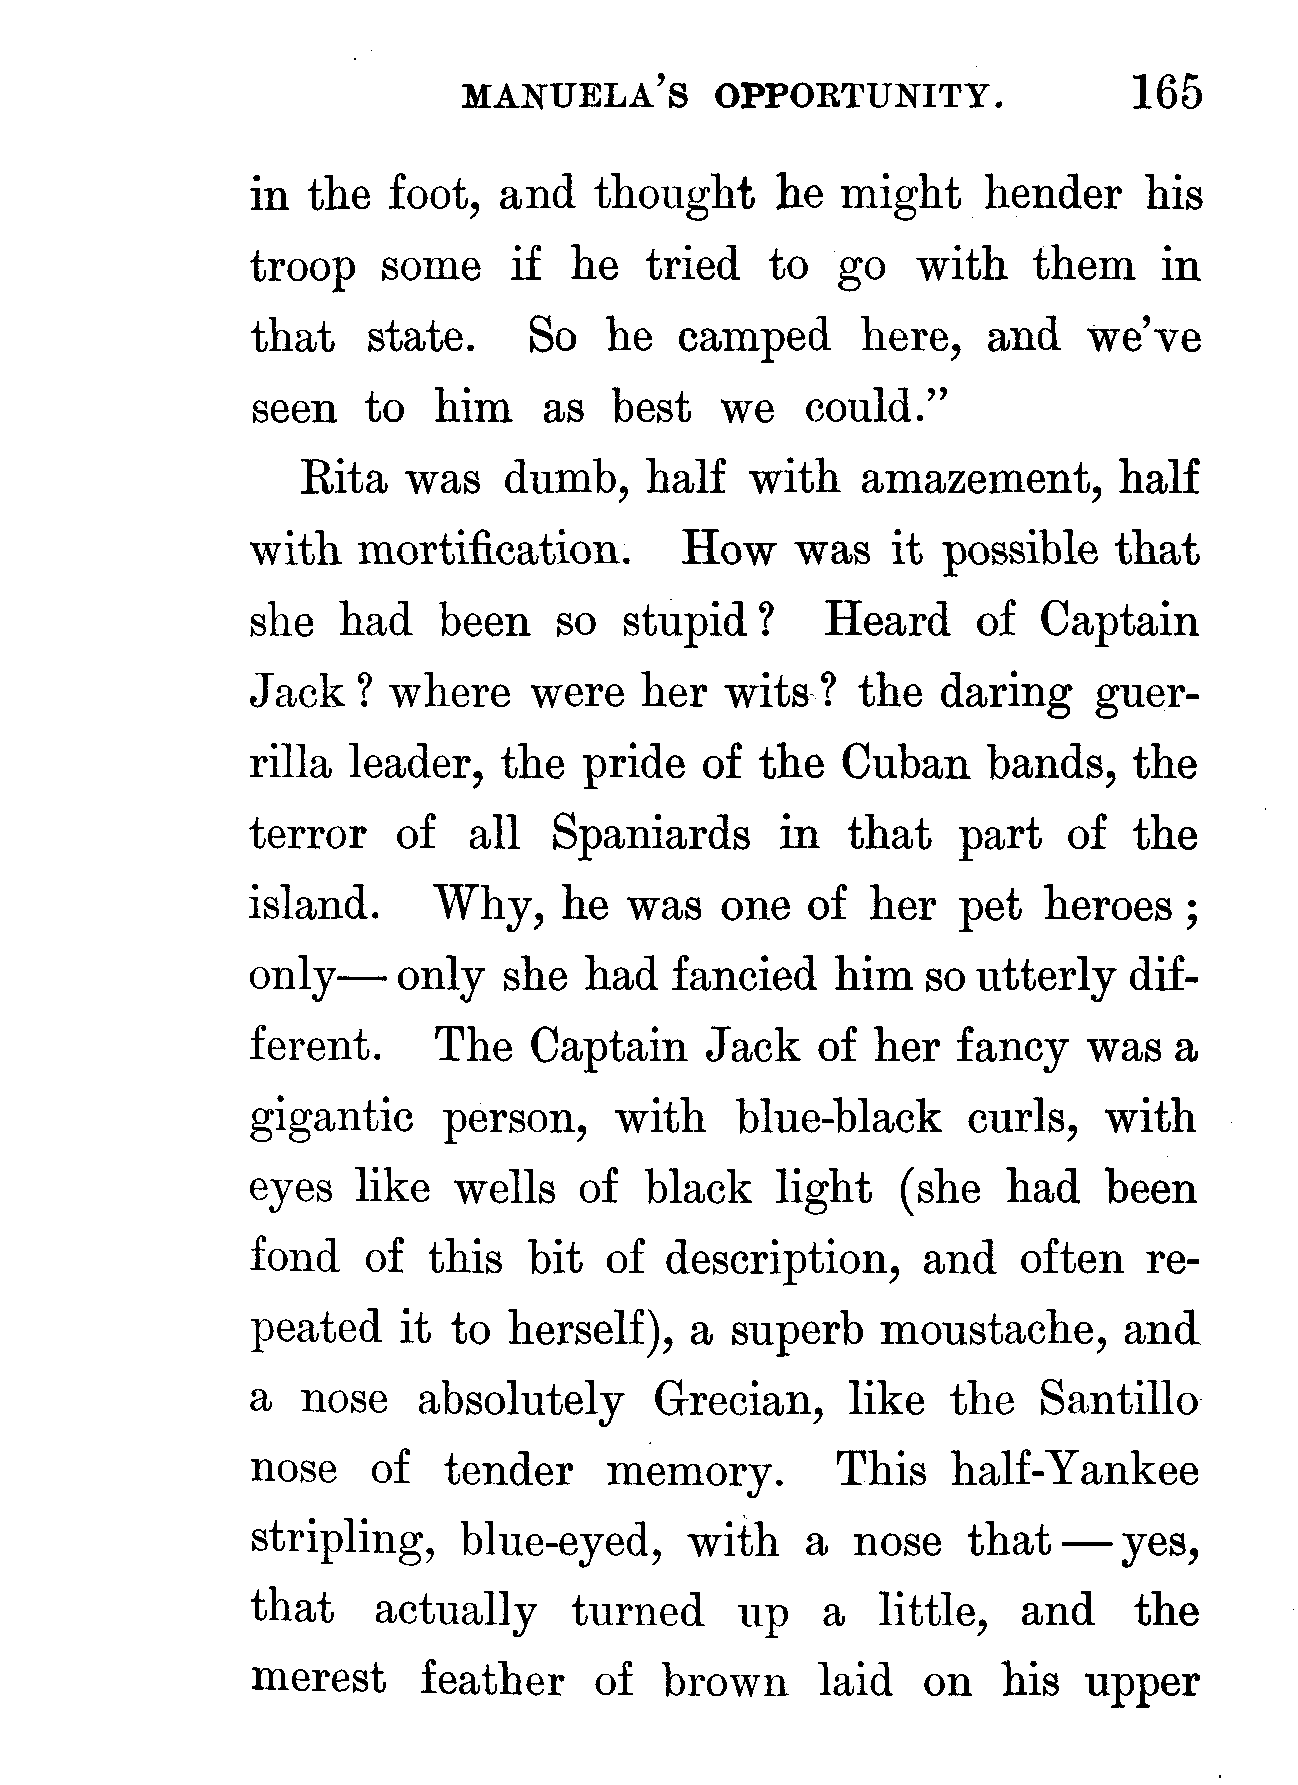 MANUELA'S OPPORTUNITY. 165
in the foot, and thought he might hender his
troop some if he tried to go with them in
that state. So he camped here, and we've
seen to him as best we could."
Rita was dumb, half with amazement, half
with mortification. How was it possible that
she had been so stupid? Heard of Captain
Jack? where were her wits? the daring guer-
rilla leader, the pride of the Cuban bands, the
terror of all Spaniards in that part of the
island. Why, he was one of her pet heroes;
only— only she had fancied him so utterly dif-
ferent. The Captain Jack of her fancy was a
gigantic person, with blue-black curls, with
eyes like wells of black light (she had been
fond of this bit of description, and often re-
peated it to herself), a superb moustache, and
a nose absolutely Grecian, like the Santillo
nose of tender memory. This half-Yankee
stripling, blue-eyed, with a nose that — yes,
that actually turned up a little, and the
merest feather of brown laid on his upper